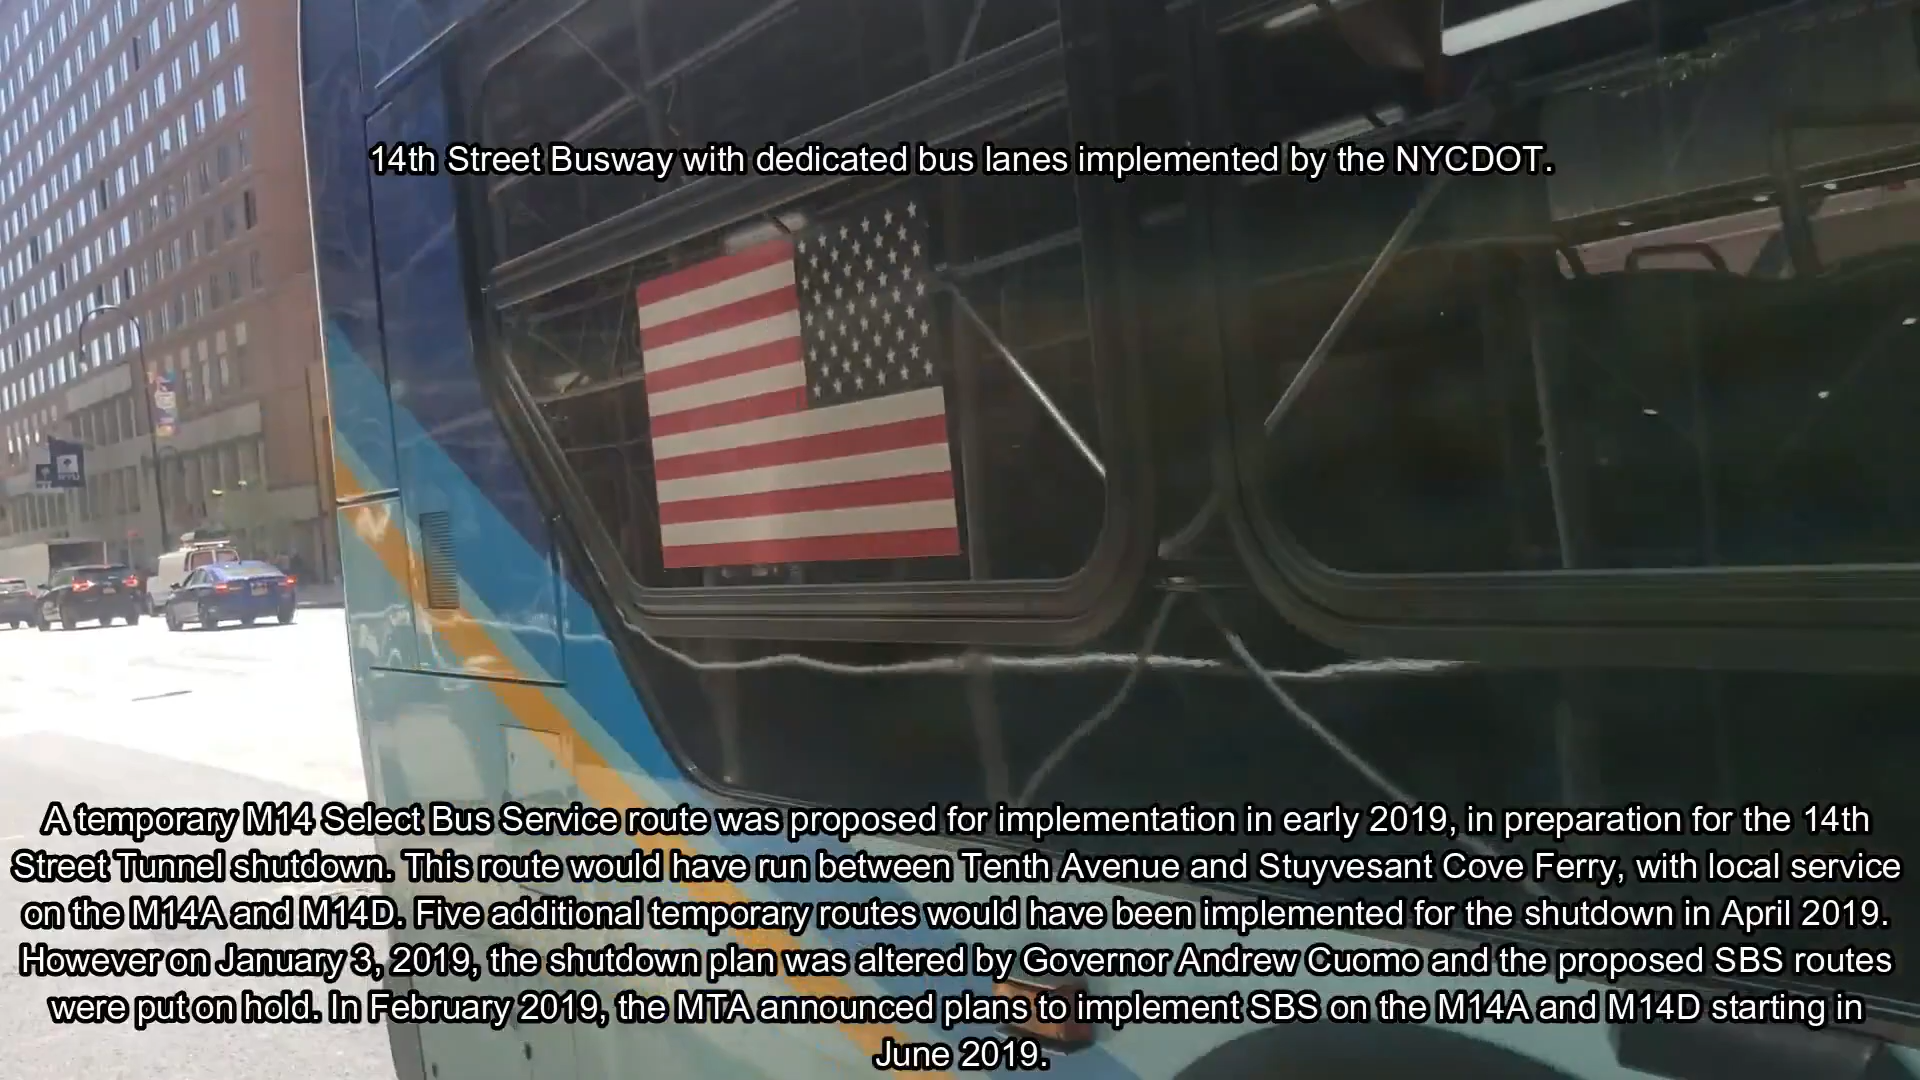 14th Street Busway with dedicated bus lanes implemented by the NYCDOT.
NYU
A temporary M14 Select Bus Service route was proposed for implementation in early 2019, in preparation for the 14th
Street Tunnel shutdown. This route would have run between Tenth Avenue and Stuyvesant Cove Ferry, with local service
on the M14A and M14D. Five additional temporary routes would have been implemented for the shutdown in April 2019.
However on January 3, 2019, the shutdown plan was altered by Governor Andrew Cuomo and the proposed SBS routes
were put on hold. In February 2019, the MTA announced plans to implement SBS on the M14A and M14D starting in
June 2019.